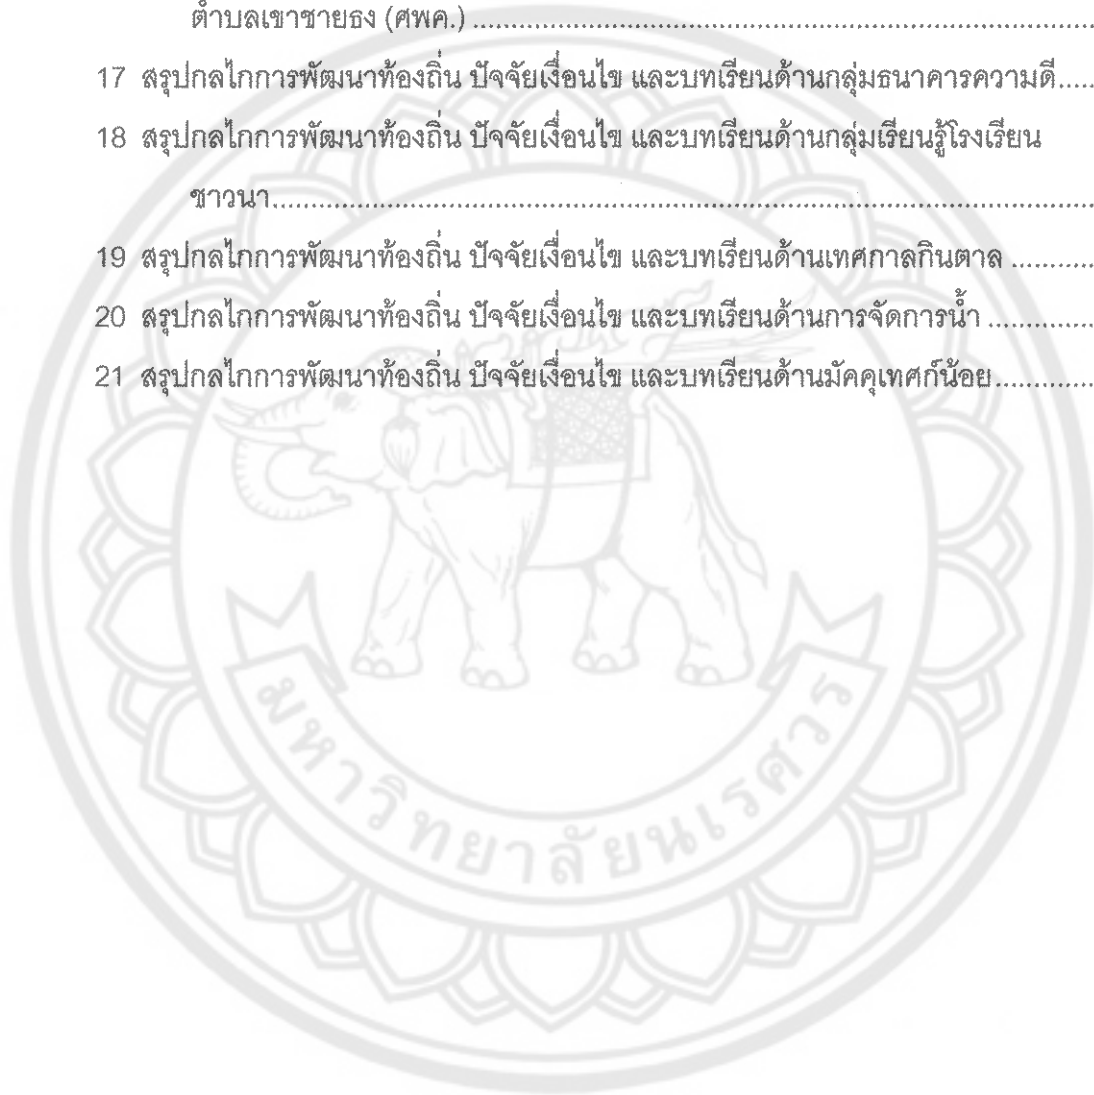 ตำบลเขาชายธง (ศพค.) ........................................................................
17 สรุปกลไกการพัฒนาท้องถิ่น ปัจจัยเงื่อนไข และบทเรียนด้านกลุ่มธนาคารความดี.....
18 สรุปกลไกการพัฒนาท้องถิ่น ปัจจัยเงื่อนไข และบทเรียนด้านกลุ่มเรียนรู้โรงเรียน
ชาวนา...............................................................................................
19 สรุปกลไกการพัฒนาท้องถิ่น ปัจจัยเงื่อนไข และบทเรียนด้านเทศกาลกินตาล ...........
20 สรุปกลไกการพัฒนาท้องถิ่น ปัจจัยเงื่อนไข และบทเรียนด้านการจัดการน้ำ .............
21 สรุปกลไกการพัฒนาท้องถิ่น ปัจจัยเงื่อนไข และบทเรียนด้านมัคคุเทศก์น้อย.............
มหาวิทยาลัยนเรศวร